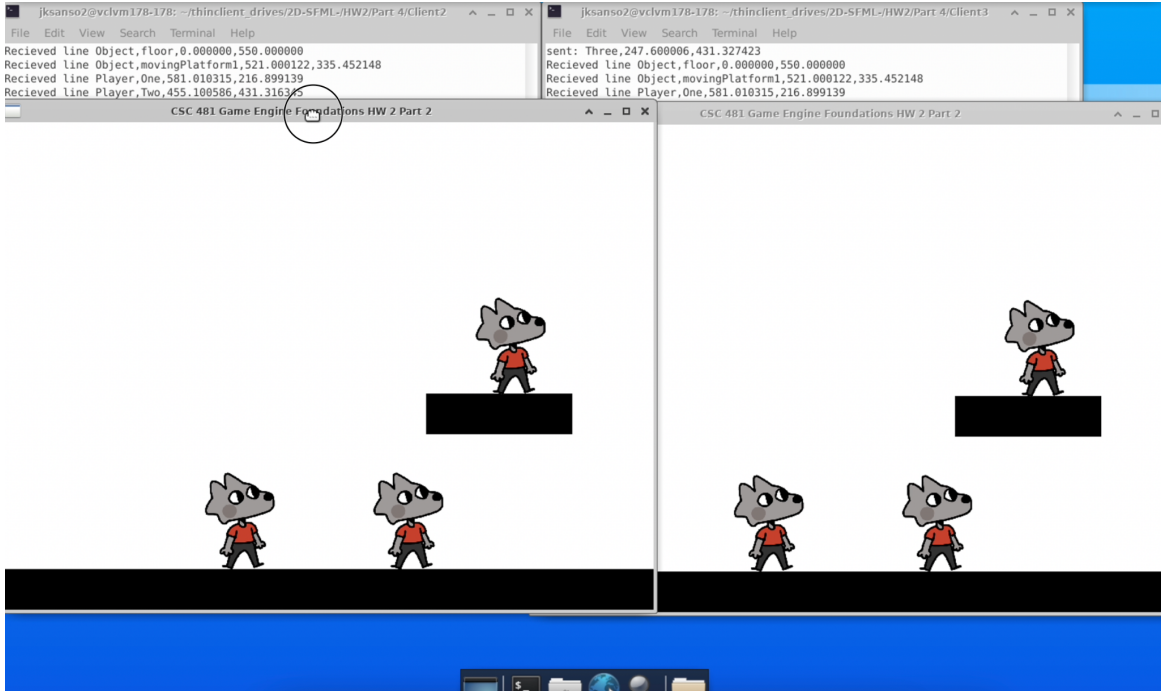 jksanso2@vclvm178-178: ~/thinclient_drives/2D-SFML-/HW2/Part 4/Client2
File Edit View Search Terminal Help
Recieved line Object,floor,0.000000,550.000000
Recieved line Object,movingPlatform1,521.000122,335.452148
Recieved line Player,One,581.010315,216.899139
Recieved line Player,Two,455.100586,431.316345
jksanso2@vclvm178-178: ~/thinclient_drives/2D-SFML-/HW2/Part 4/Client3
File Edit View Search Terminal Help
sent: Three,247.600006,431.327423
Recieved line Object,floor,0.000000,550.000000
Recieved line Object,movingPlatform1,521.000122,335.452148
Recieved line Player,One,581.010315,216.899139
CSC 481 Game Engine Foundations HW 2 Part 2
CSC 481 Game Engine Foundations HW 2 Part 2
$